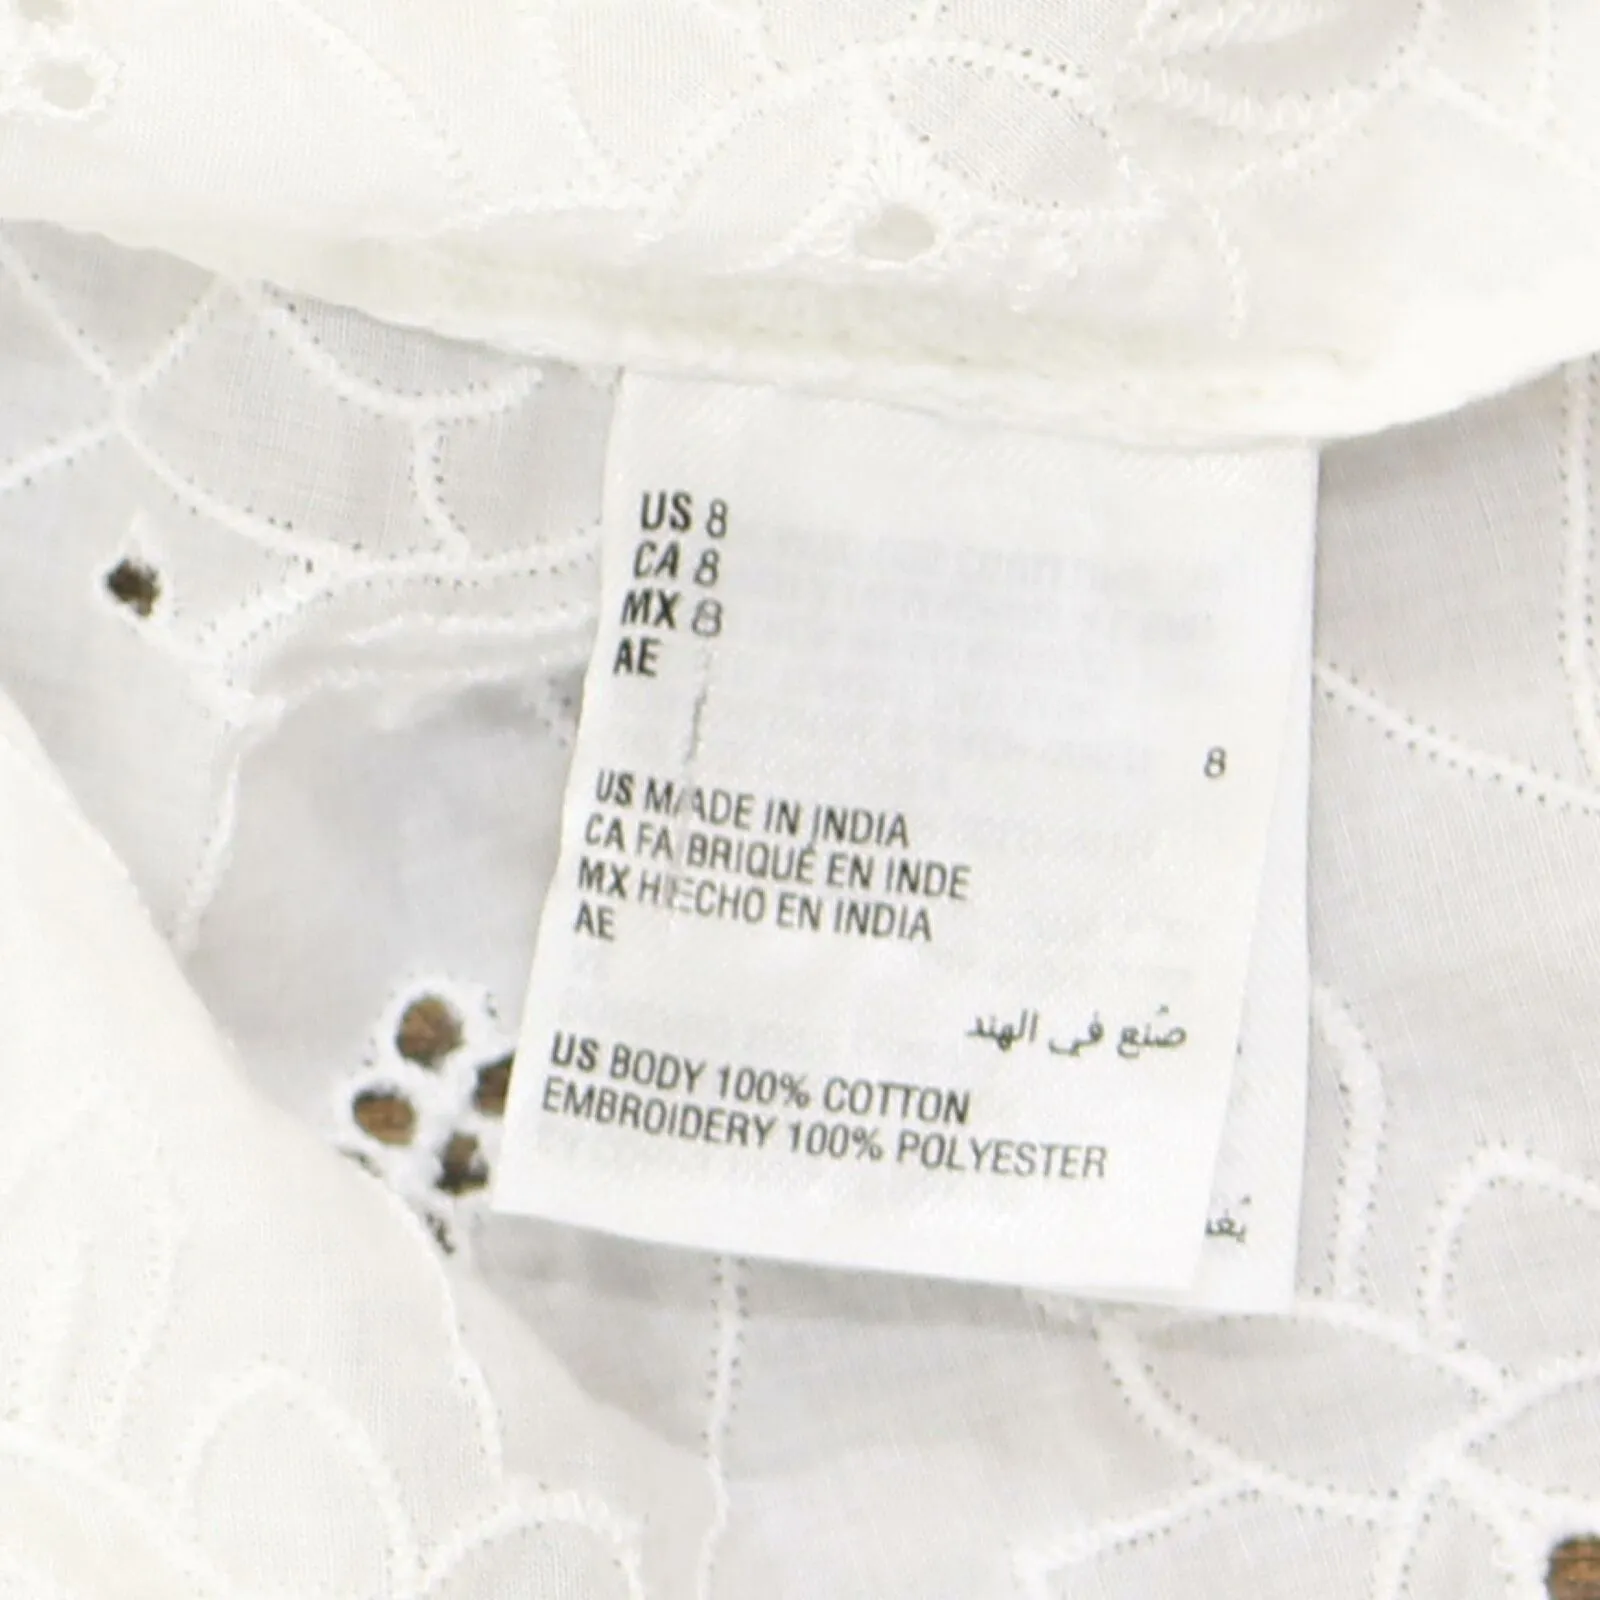 US 8
CA 8
MX 8
AE
8
US MADE IN INDIA
CA FABRIQUÉ EN INDE
MX HECHO EN INDIA
AE
صُنع في الهند
US BODY 100% COTTON
EMBROIDERY 100% POLYESTER